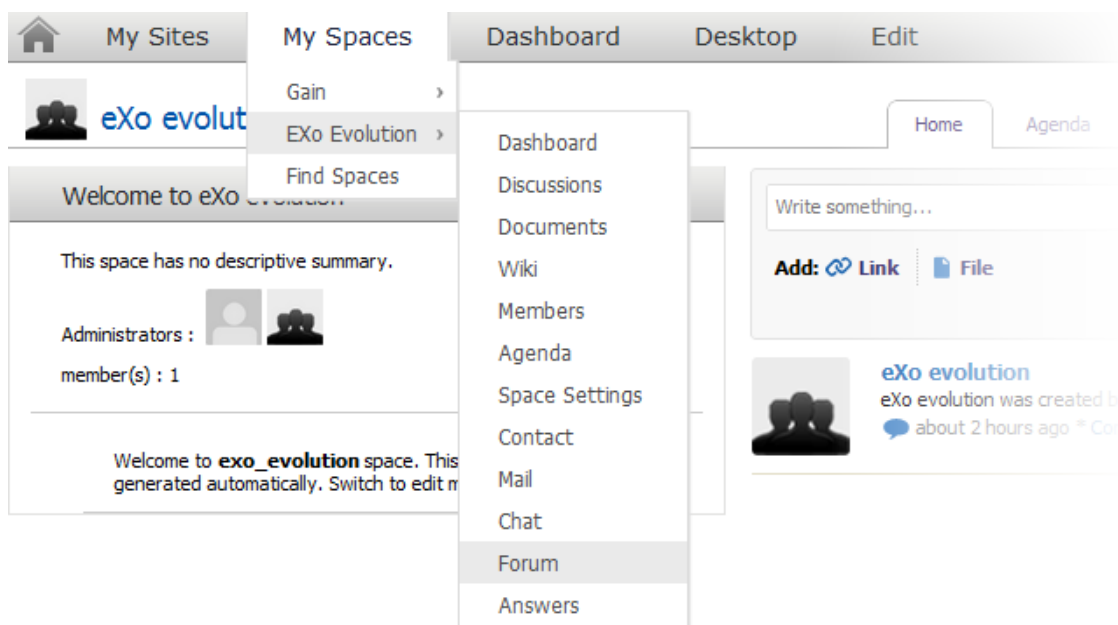 My Sites My Spaces Dashboard Desktop Edit
eXo evolut
Gain ›
EXo Evolution ›
Find Spaces
Dashboard
Discussions
Documents
Wiki
Members
Agenda
Space Settings
Contact
Mail
Chat
Forum
Answers
Home Agenda
Welcome to eXo evolution
This space has no descriptive summary.
Administrators :
member(s) : 1
Welcome to exo_evolution space. This
generated automatically. Switch to edit m
Write something...
Add: Link File
eXo evolution
eXo evolution was created b
about 2 hours ago * Co